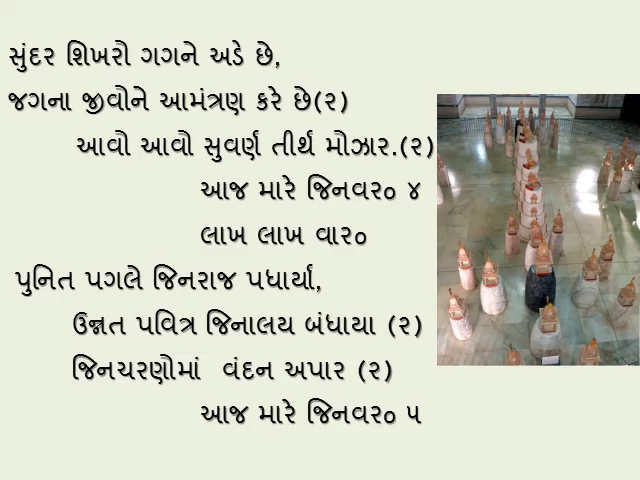 સુંદર શિખરો ગગને અડે છે,
જગના જીવોને આમંત્રણ કરે છે(૨)
આવો આવો સુવર્ણ તીર્થ મોઝાર.(૨)
આજ મારે જિનવર૦ ૪
લાખ લાખ વાર૦
પુનિત પગલે જિનરાજ પધાર્યાં,
ઉન્નત પવિત્ર જિનાલય બંધાયા (૨)
જિનચરણોમાં વંદન અપાર (૨)
આજ મારે જિનવર૦ ૫